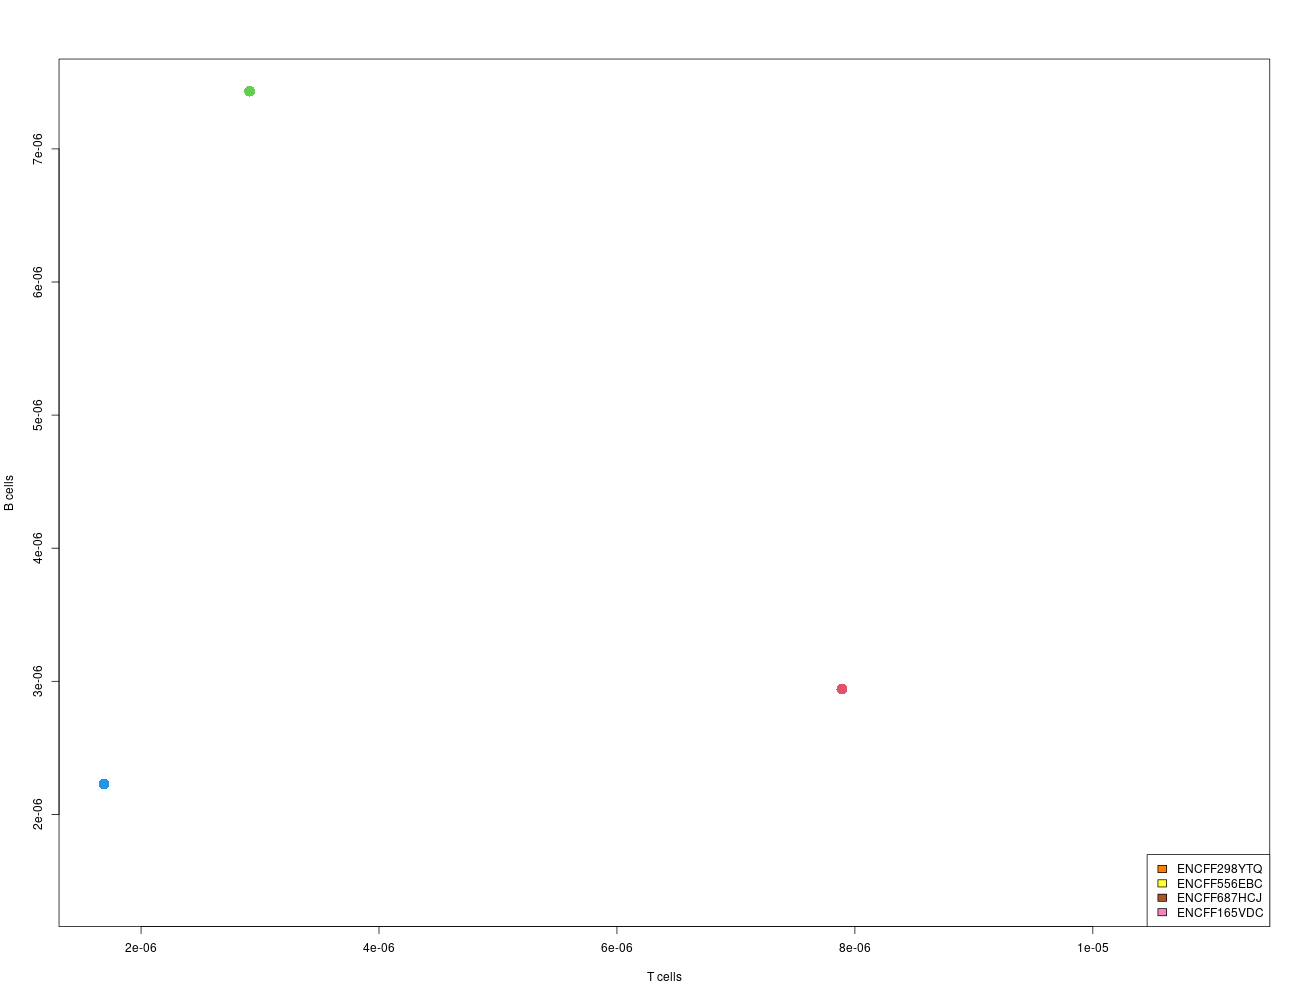 7e-06
6e-06
5e-06
4e-06
3e-06
2e-06
B cells
2e-06 4e-06 6e-06 8e-06 1e-05
T cells
ENCFF298YTQ
ENCFF556EBC
ENCFF687HCJ
ENCFF165VDC